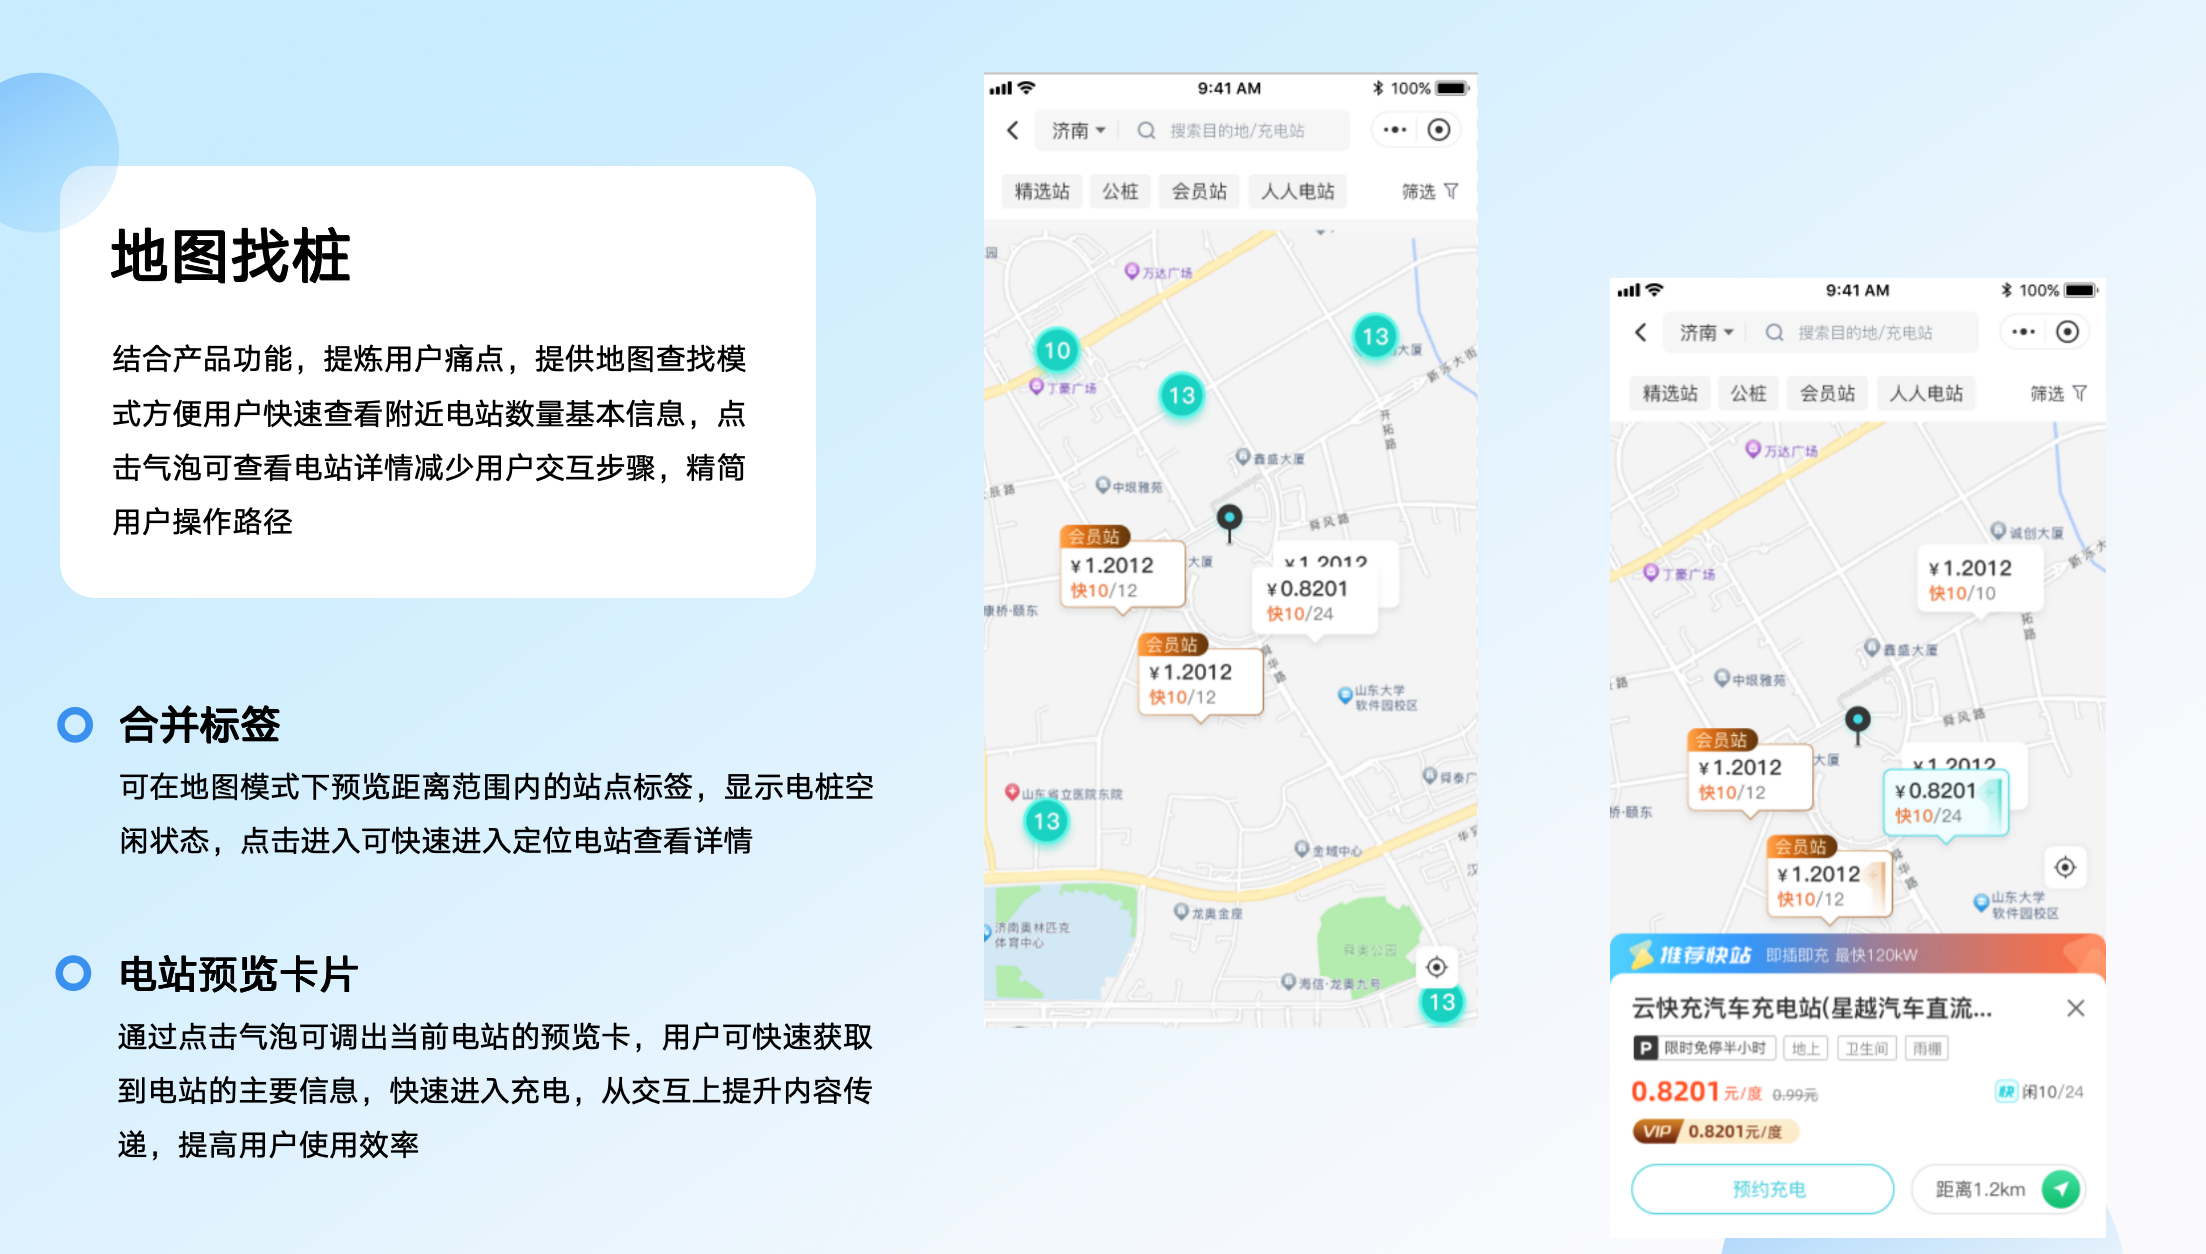 地图找桩
结合产品功能，提炼用户痛点，提供地图查找模
式方便用户快速查看附近电站数量基本信息，点
击气泡可查看电站详情减少用户交互步骤，精简
用户操作路径
合并标签
可在地图模式下预览距离范围内的站点标签，显示电桩空
闲状态，点击进入可快速进入定位电站查看详情
电站预览卡片
通过点击气泡可调出当前电站的预览卡，用户可快速获取
到电站的主要信息，快速进入充电，从交互上提升内容传
递，提高用户使用效率
9:41 AM
100%
济南
搜索目的地/充电站
精选站
公桩
会员站
人人电站
筛选
园
万达广场
10
13
大厦
新泺大街
丁豪广场
13
开拓路
鑫盛大厦
中垠雅苑
辰路
舜风路
会员站
¥1.2012
快10/12
大厦
¥1.2012
¥0.8201
快10/24
康桥·颐东
会员站
¥1.2012
快10/12
舜华路
山东大学
软件园校区
舜泰广
山东省立医院东院
13
金域中心
龙奥金座
济南奥林匹克
体育中心
舜奥公园
海信·龙奥九号
13
9:41 AM
100%
济南
搜索目的地/充电站
精选站
公桩
会员站
人人电站
筛选
万达广场
诚创大厦
新泺大
¥1.2012
快10/10
丁豪广场
拓路
鑫盛大厦
中垠雅苑
路
舜风路
会员站
¥1.2012
快10/12
大厦
¥1.2012
¥0.8201
快10/24
桥·颐东
会员站
¥1.2012
快10/12
舜华路
山东大学
软件园校区
推荐快站 即插即充 最快120kW
云快充汽车充电站(星越汽车直流...
P 限时免停半小时 地上 卫生间 雨棚
0.8201元/度 0.99元
快 闲10/24
VIP 0.8201元/度
预约充电
距离1.2km